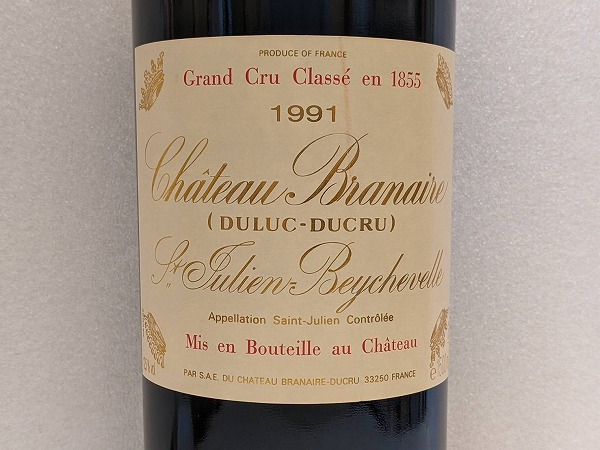 PRODUCE OF FRANCE
Grand Cru Classé en 1855
1991
Château Branaire
(DULUC-DUCRU)
St Julien-Beychevelle
Appellation Saint-Julien Contrôlée
Mis en Bouteille au Château
PAR S.A.E. DU CHATEAU BRANAIRE-DUCRU 33250 FRANCE